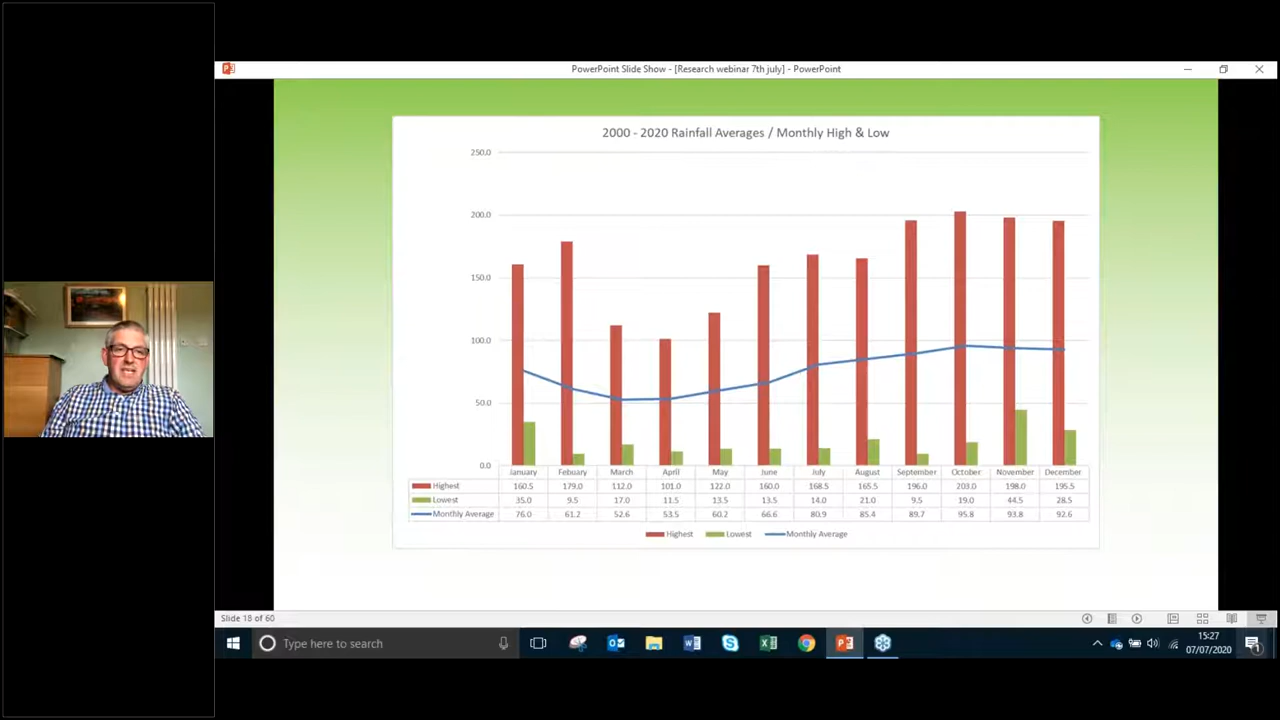 PowerPoint Slide Show - [Research webinar 7th july] - PowerPoint
2000 - 2020 Rainfall Averages / Monthly High & Low
250.0
200.0
150.0
100.0
50.0
0.0
January Febuary March April May June July August September October November December
Highest 160.5 179.0 112.0 101.0 122.0 160.0 168.5 165.5 196.0 203.0 198.0 195.5
Lowest 35.0 9.5 17.0 11.5 13.5 13.5 14.0 21.0 9.5 19.0 44.5 28.5
Monthly Average 76.0 61.2 52.6 53.5 60.2 66.6 80.9 85.4 89.7 95.8 93.8 92.6
Highest Lowest Monthly Average
Slide 18 of 60
Type here to search
15:27
07/07/2020